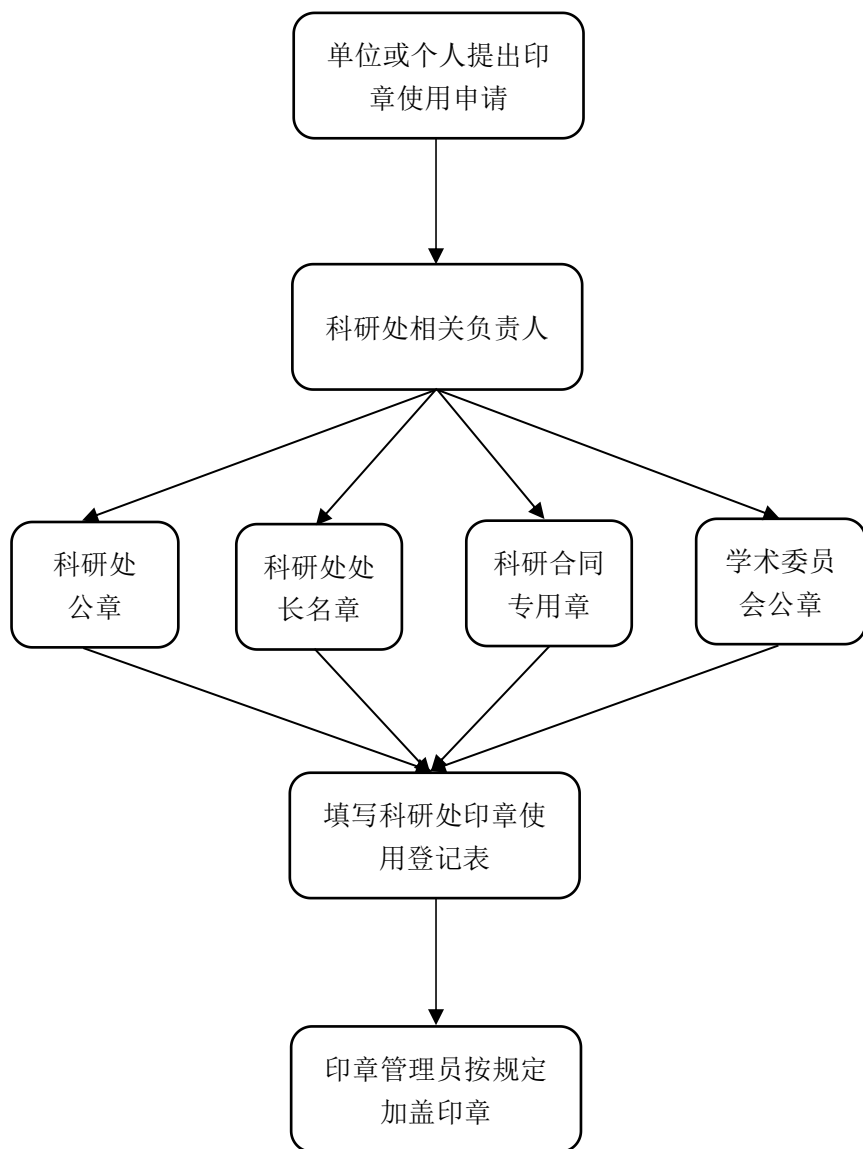 单位或个人提出印
章使用申请
科研处相关负责人
科研处
公章
科研处处
长名章
科研合同
专用章
学术委员
会公章
填写科研处印章使
用登记表
印章管理员按规定
加盖印章